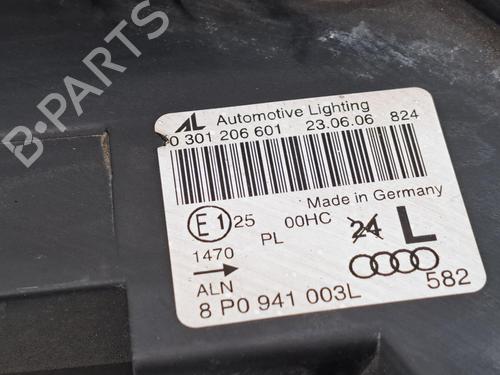 B-PARTS
AL Automotive Lighting
0 301 206 601 23.06.06 824
Made in Germany
E1 25 00HC 24 L
1470 PL
ALN
8 P0 941 003L 582